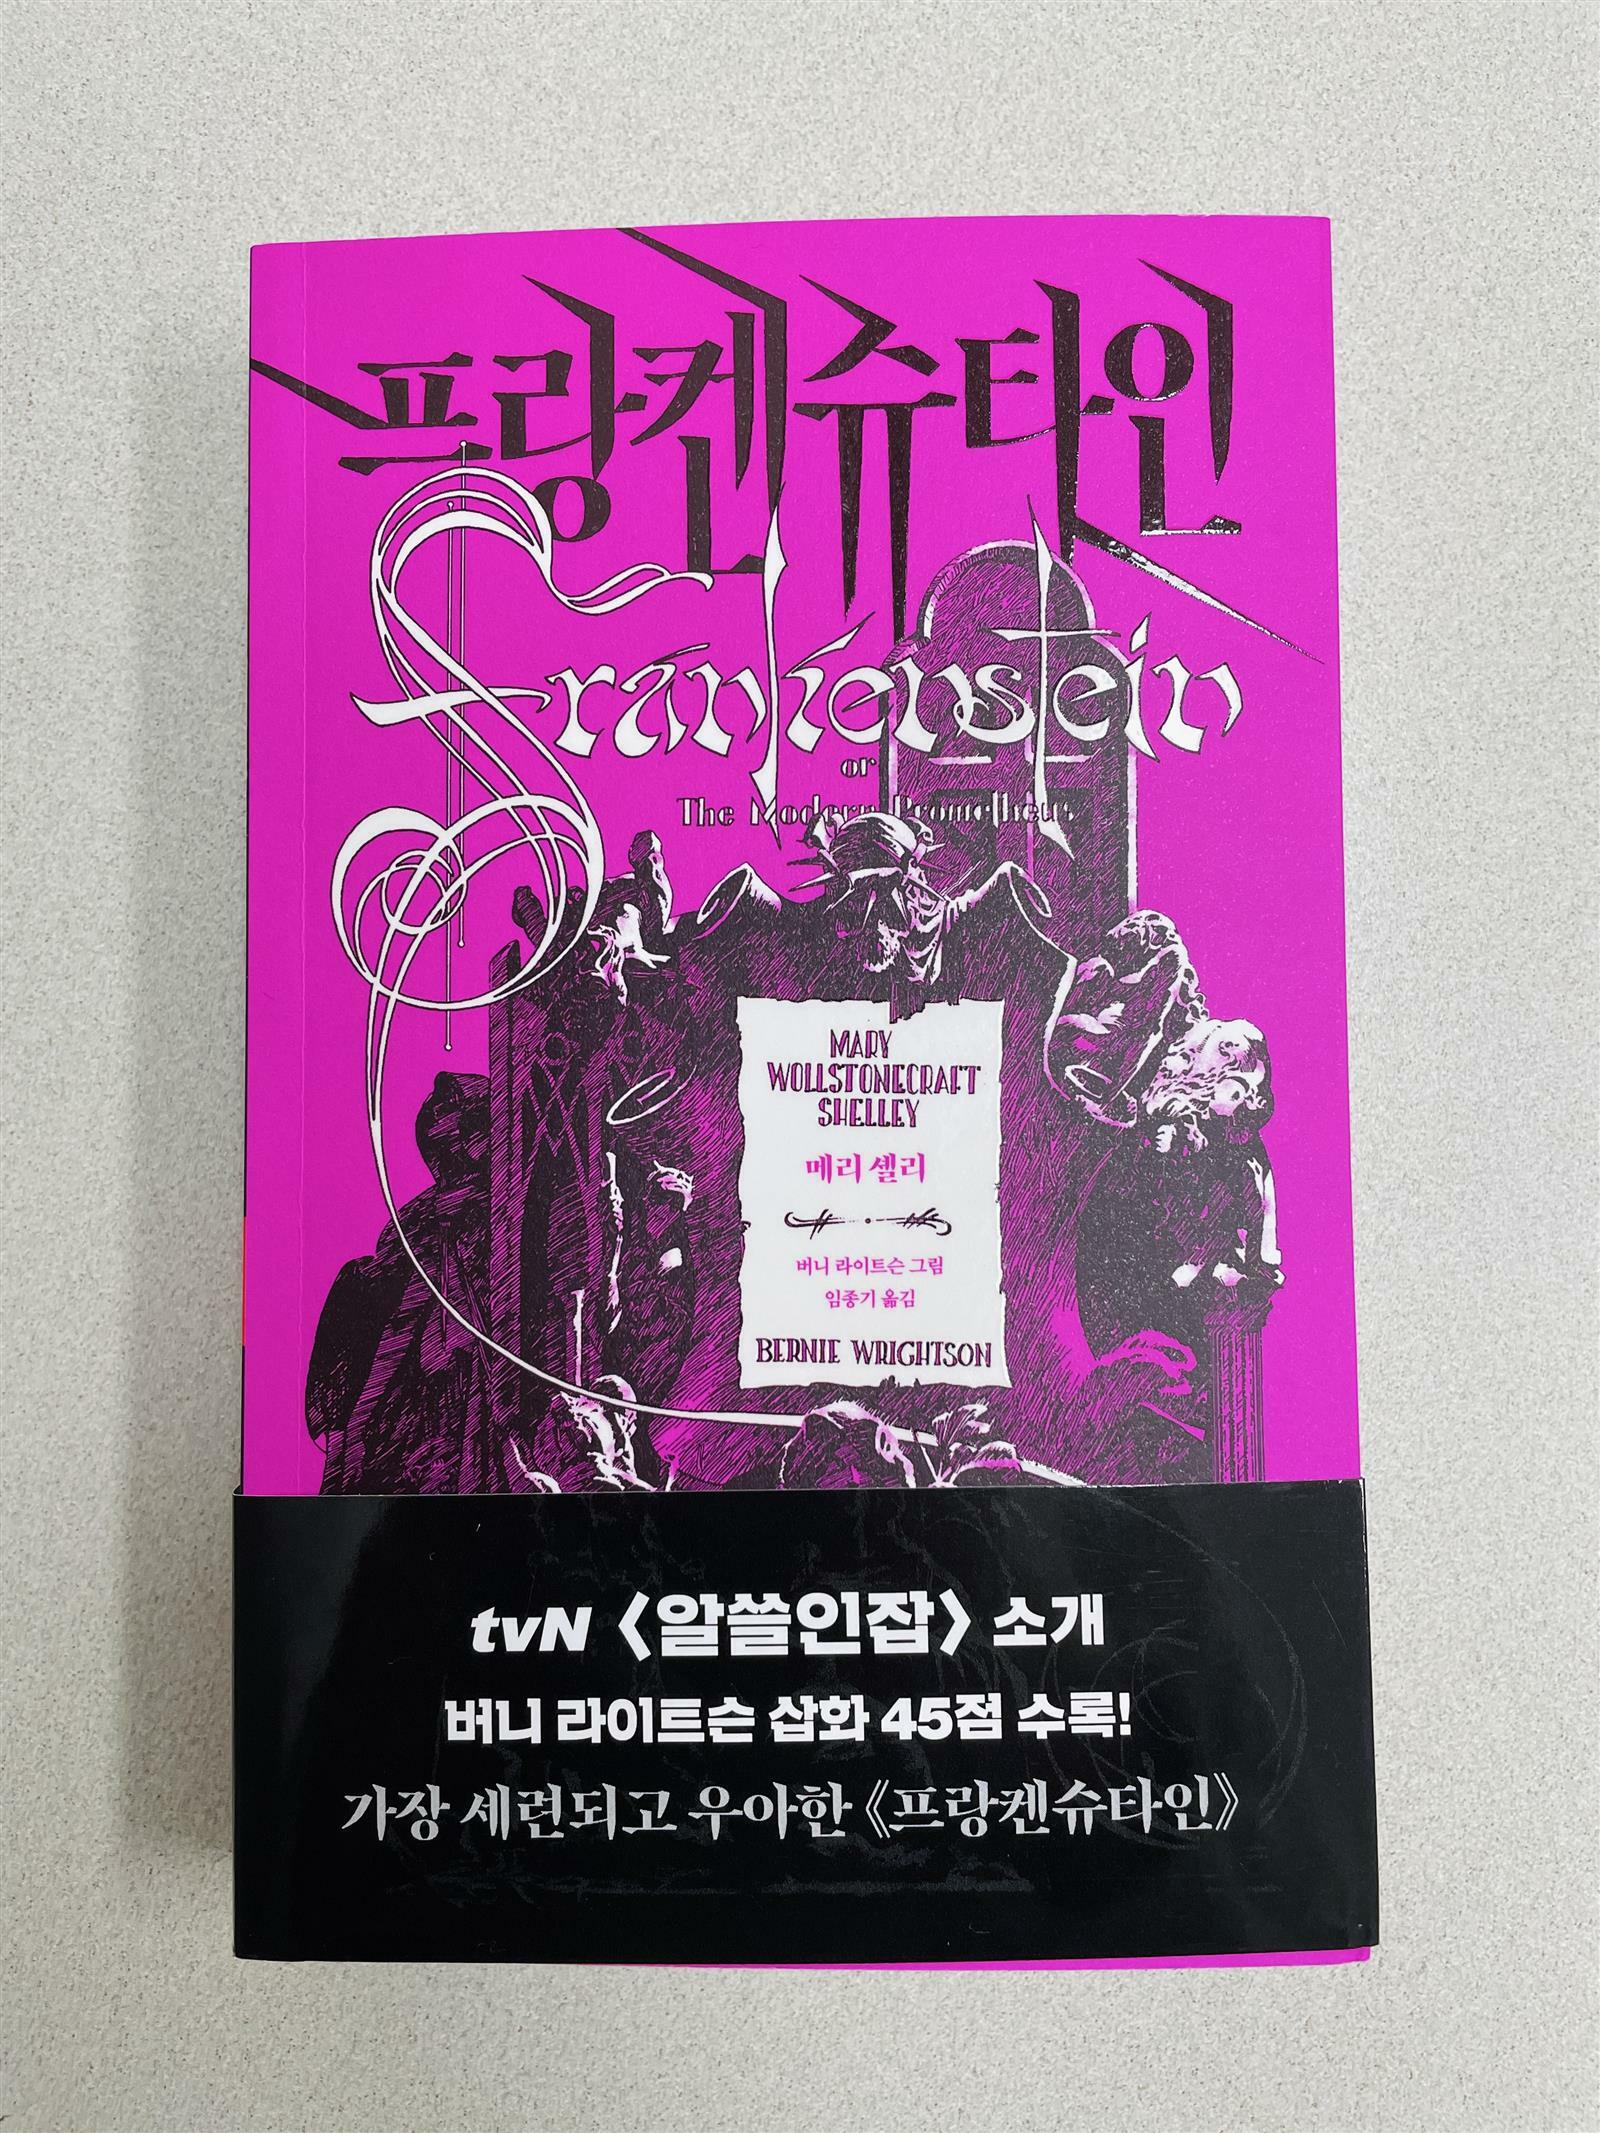 프랑켄슈타인
Frankenstein
or
The Modern Prometheus
MARY
WOLLSTONECRAFT
SHELLEY
메리 셸리
버니 라이트슨 그림
임종기 옮김
BERNIE WRIGHTSON
tvN 〈알쓸인잡〉 소개
버니 라이트슨 삽화 45점 수록!
가장 세련되고 우아한 《프랑켄슈타인》